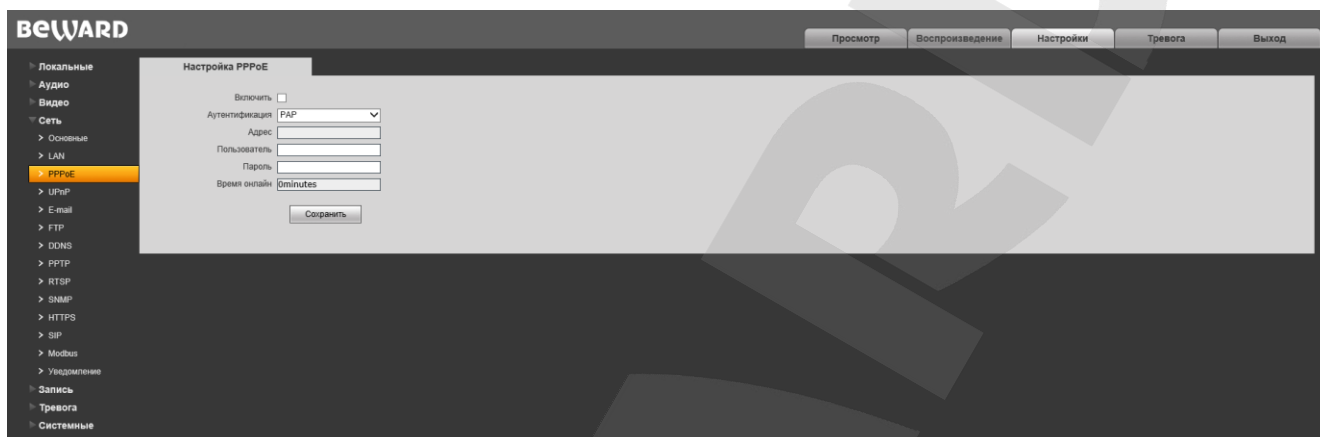 BEWARD
Просмотр Воспроизведение Настройки Тревога Выход
Локальные
Аудио
Видео
Сеть
> Основные
> LAN
> PPPoE
> UPnP
> E-mail
> FTP
> DDNS
> PPTP
> RTSP
> SNMP
> HTTPS
> SIP
> Modbus
> Уведомление
Запись
Тревога
Системные
Настройка PPPoE
Включить
Аутентификация PAP
Адрес
Пользователь
Пароль
Время онлайн 0minutes
Сохранить